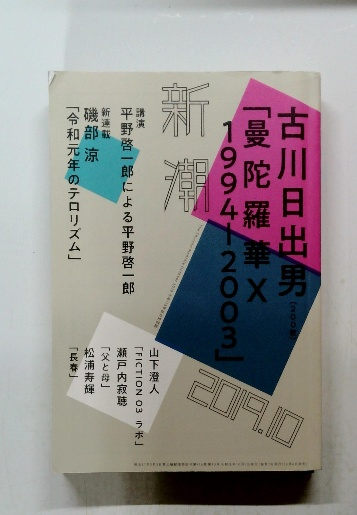 新潮
古川日出男
「曼陀羅華X
1994―2003」
講演
平野啓一郎による平野啓一郎
新連載
磯部 涼
「令和元年のテロリズム」
山下澄人
「FICTION 03 ラボ」
瀬戸内寂聴
「父と母」
松浦寿輝
「長春」
2019.10